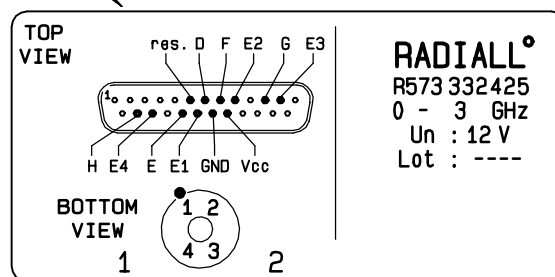 TOP
VIEW
res. D F E2 G E3
1
H E4 E E1 GND Vcc
BOTTOM
VIEW
1 2
4 3
1 2
RADIALL°
R573 332425
0 - 3 GHz
Un : 12 V
Lot : ----